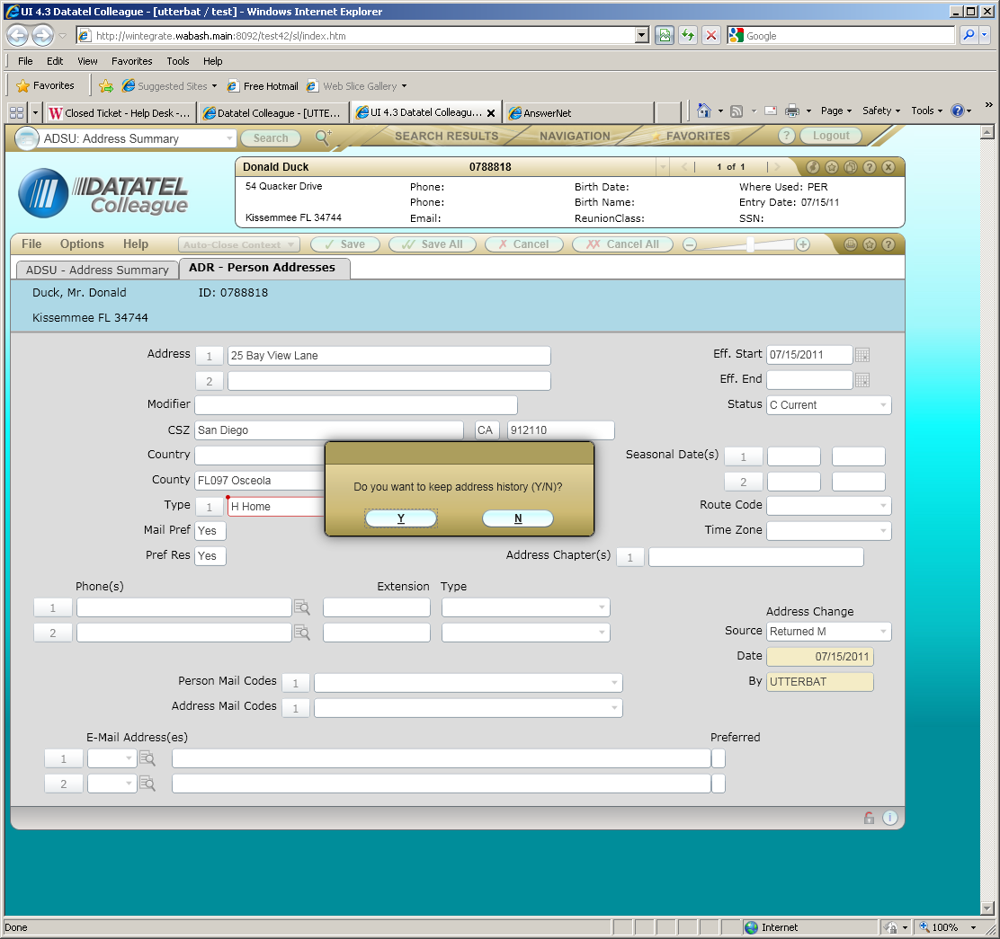 UI 4.3 Datatel Colleague - [utterbat / test] - Windows Internet Explorer
http://wintegrate.wabash.main:8092/test42/sl/index.htm
Google
File Edit View Favorites Tools Help
Favorites Suggested Sites Free Hotmail Web Slice Gallery
Closed Ticket - Help Desk -... Datatel Colleague - [UTTE... UI 4.3 Datatel Colleagu... AnswerNet Page Safety Tools
ADSU: Address Summary Search SEARCH RESULTS NAVIGATION FAVORITES ? Logout
DATATEL
Colleague
Donald Duck 0788818 1 of 1
54 Quacker Drive Phone: Birth Date: Where Used: PER
Phone: Birth Name: Entry Date: 07/15/11
Kissemmee FL 34744 Email: ReunionClass: SSN:
File Options Help Auto-Close Context Save Save All Cancel Cancel All
ADSU - Address Summary ADR - Person Addresses
Duck, Mr. Donald ID: 0788818
Kissemmee FL 34744
Address 1 25 Bay View Lane Eff. Start 07/15/2011
2 Eff. End
Modifier Status C Current
CSZ San Diego CA 912110
Country Seasonal Date(s) 1
County FL097 Osceola 2
Do you want to keep address history (Y/N)?
Y N
Type 1 H Home Route Code
Mail Pref Yes Time Zone
Pref Res Yes Address Chapter(s) 1
Phone(s) Extension Type
1
2
Address Change
Source Returned M
Date 07/15/2011
By UTTERBAT
Person Mail Codes 1
Address Mail Codes 1
E-Mail Address(es) Preferred
1
2
Done Internet 100%